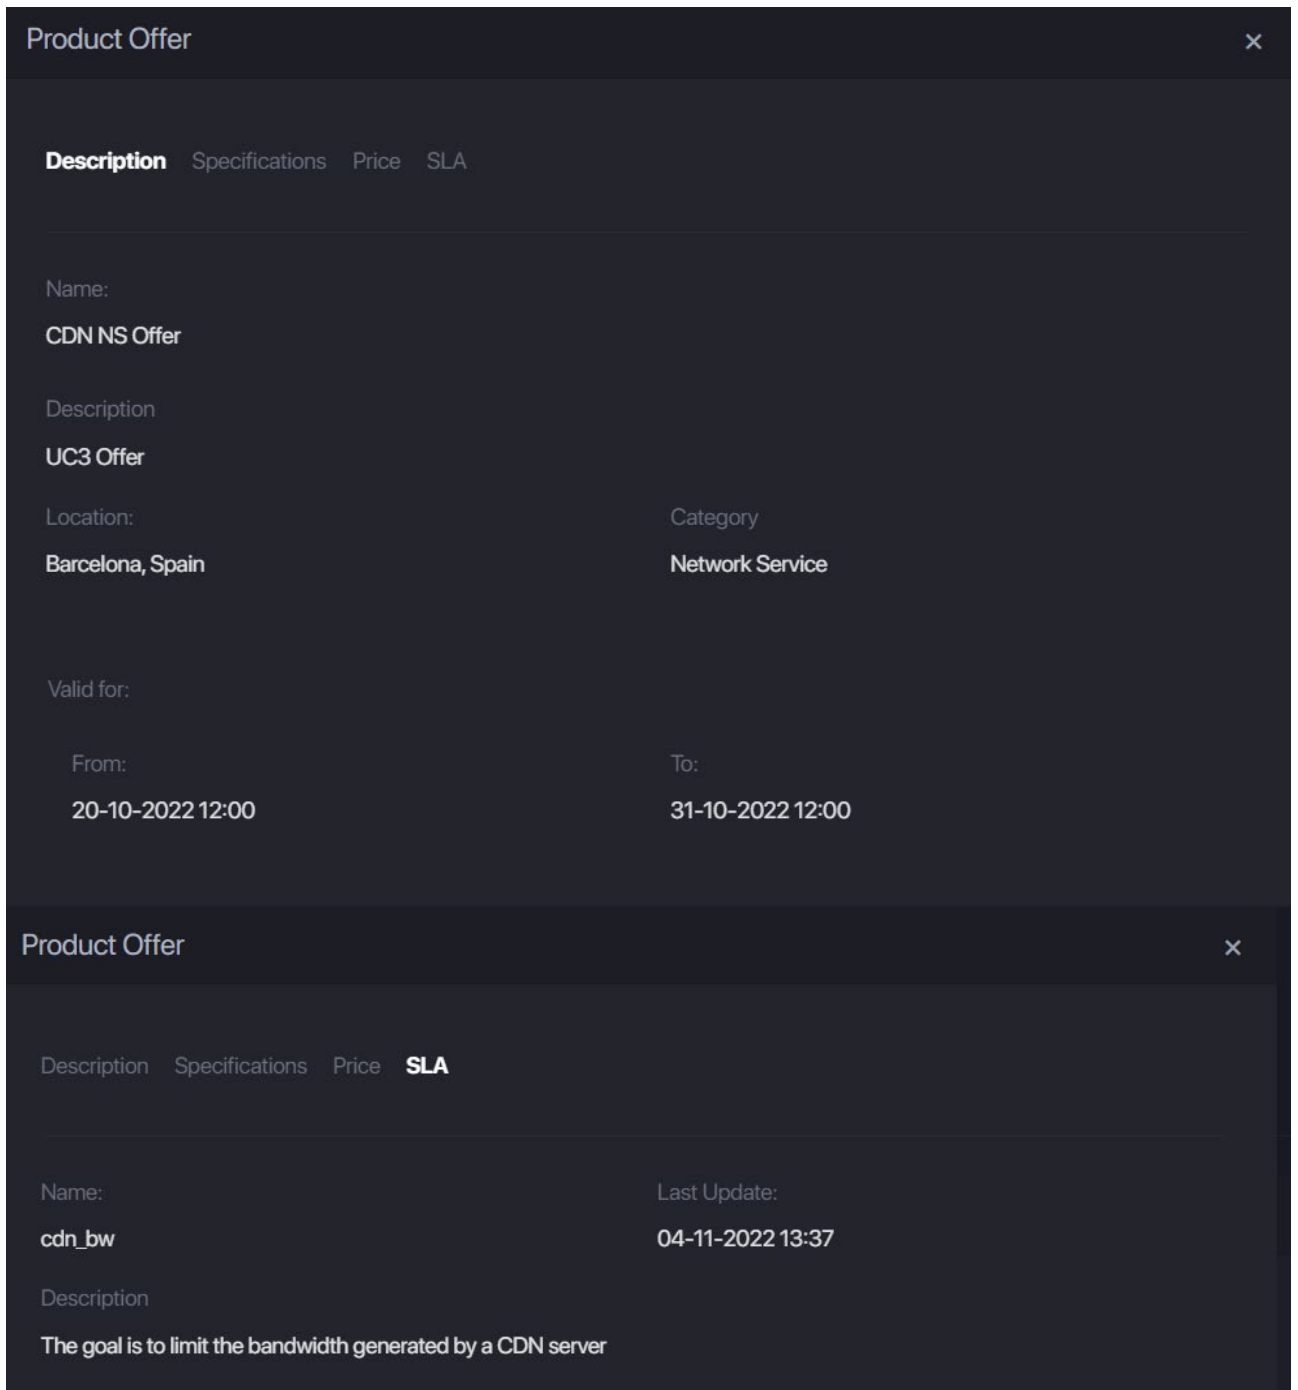 Product Offer ×
Description Specifications Price SLA
Name:
CDN NS Offer
Description
UC3 Offer
Location: Category
Barcelona, Spain Network Service
Valid for:
From: To:
20-10-2022 12:00 31-10-2022 12:00
Product Offer ×
Description Specifications Price SLA
Name: Last Update:
cdn_bw 04-11-2022 13:37
Description
The goal is to limit the bandwidth generated by a CDN server